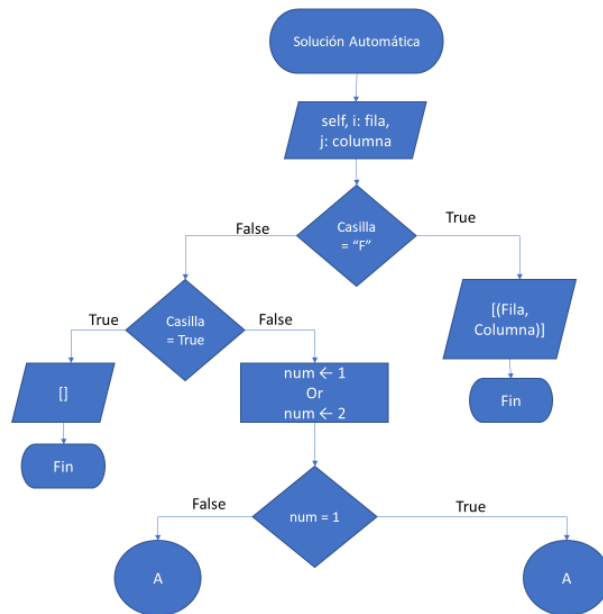 Solución Automática
self, i: fila,
j: columna
Casilla
= “F”
False
True
Casilla
= True
True
False
[(Fila,
Columna)]
[]
num ← 1
Or
num ← 2
Fin
Fin
num = 1
False
True
A
A